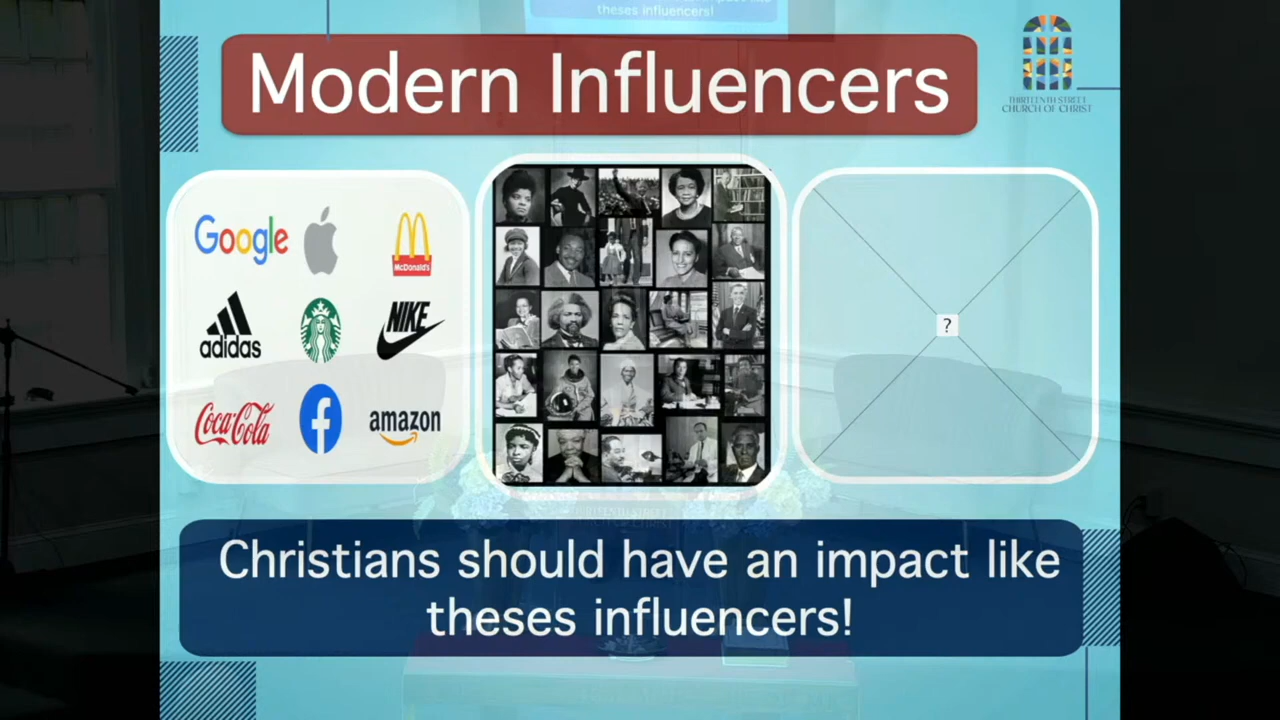 theses influencers!
Modern Influencers
THIRTEENTH STREET
CHURCH OF CHRIST
Google
McDonald's
adidas
NIKE
Coca-Cola
amazon
?
Christians should have an impact like
theses influencers!